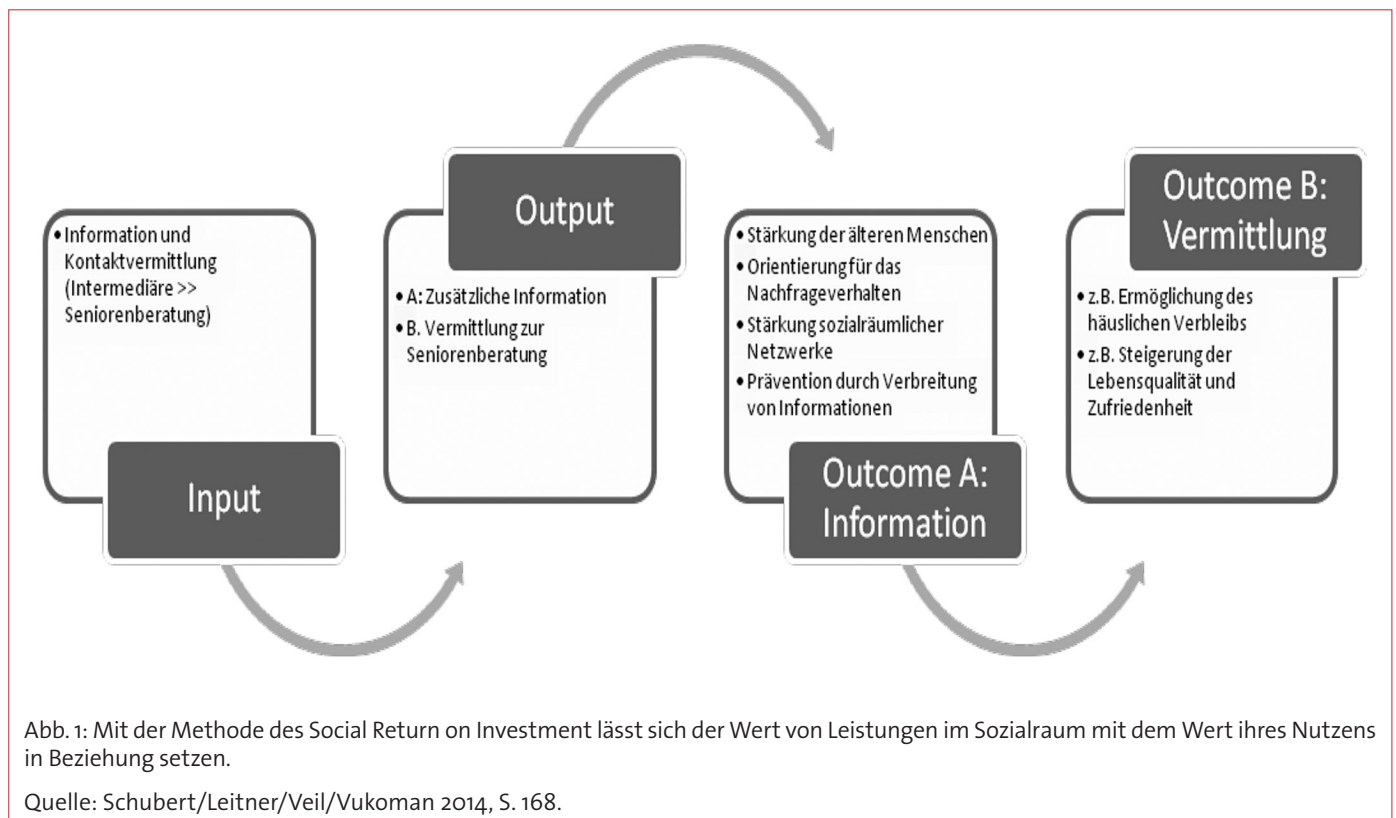 • Information und
Kontaktvermittlung
(Intermediäre >>
Seniorenberatung)
Input
Output
• A: Zusätzliche Information
• B. Vermittlung zur
Seniorenberatung
• Stärkung der älteren Menschen
• Orientierung für das
Nachfrageverhalten
• Stärkung sozialräumlicher
Netzwerke
• Prävention durch Verbreitung
von Informationen
Outcome A:
Information
Outcome B:
Vermittlung
• z.B. Ermöglichung des
häuslichen Verbleibs
• z.B. Steigerung der
Lebensqualität und
Zufriedenheit
Abb. 1: Mit der Methode des Social Return on Investment lässt sich der Wert von Leistungen im Sozialraum mit dem Wert ihres Nutzens
in Beziehung setzen.
Quelle: Schubert/Leitner/Veil/Vukoman 2014, S. 168.